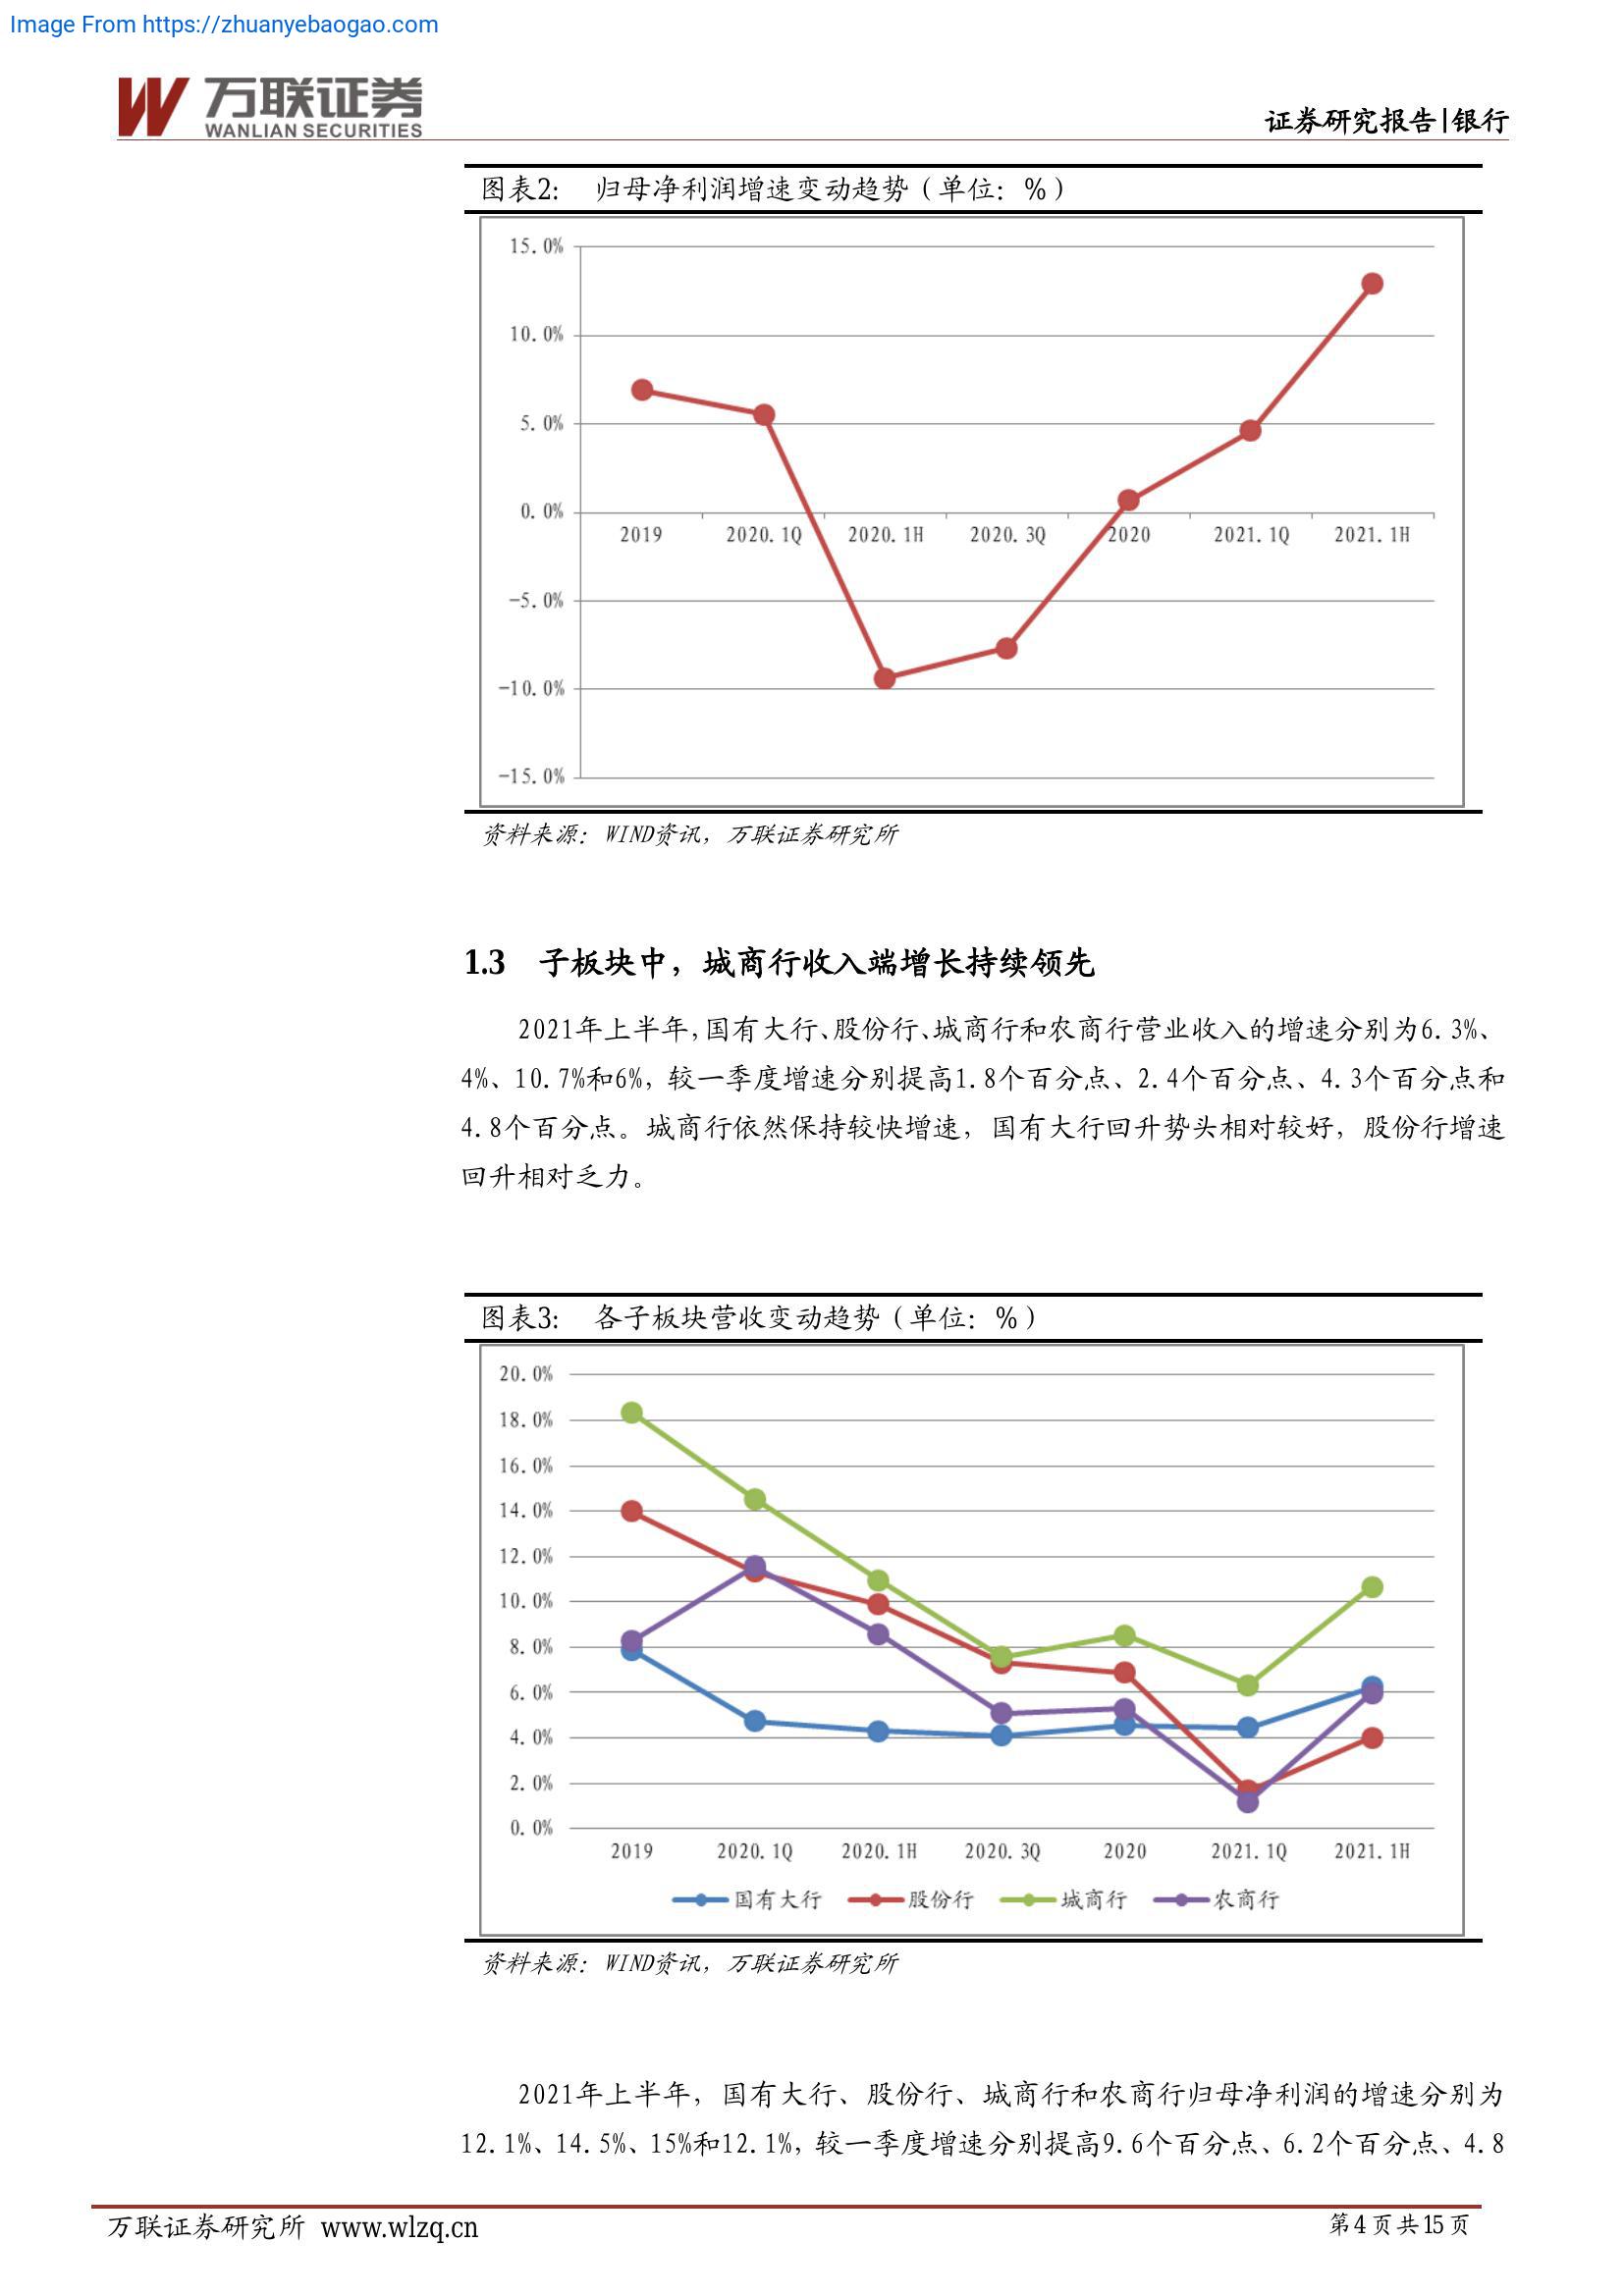 Image From https://zhuanyebaogao.com
万联证券
WANLIAN SECURITIES
证券研究报告|银行
图表2： 归母净利润增速变动趋势（单位：%）
15.0%
10.0%
5.0%
0.0%
2019 2020.1Q 2020.1H 2020.3Q 2020 2021.1Q 2021.1H
-5.0%
-10.0%
-15.0%
资料来源：WIND资讯，万联证券研究所
1.3 子板块中，城商行收入端增长持续领先
2021年上半年，国有大行、股份行、城商行和农商行营业收入的增速分别为6.3%、
4%、10.7%和6%，较一季度增速分别提高1.8个百分点、2.4个百分点、4.3个百分点和
4.8个百分点。城商行依然保持较快增速，国有大行回升势头相对较好，股份行增速
回升相对乏力。
图表3： 各子板块营收变动趋势（单位：%）
20.0%
18.0%
16.0%
14.0%
12.0%
10.0%
8.0%
6.0%
4.0%
2.0%
0.0%
2019 2020.1Q 2020.1H 2020.3Q 2020 2021.1Q 2021.1H
国有大行 股份行 城商行 农商行
资料来源：WIND资讯，万联证券研究所
2021年上半年，国有大行、股份行、城商行和农商行归母净利润的增速分别为
12.1%、14.5%、15%和12.1%，较一季度增速分别提高9.6个百分点、6.2个百分点、4.8
万联证券研究所 www.wlzq.cn
第4页共15页